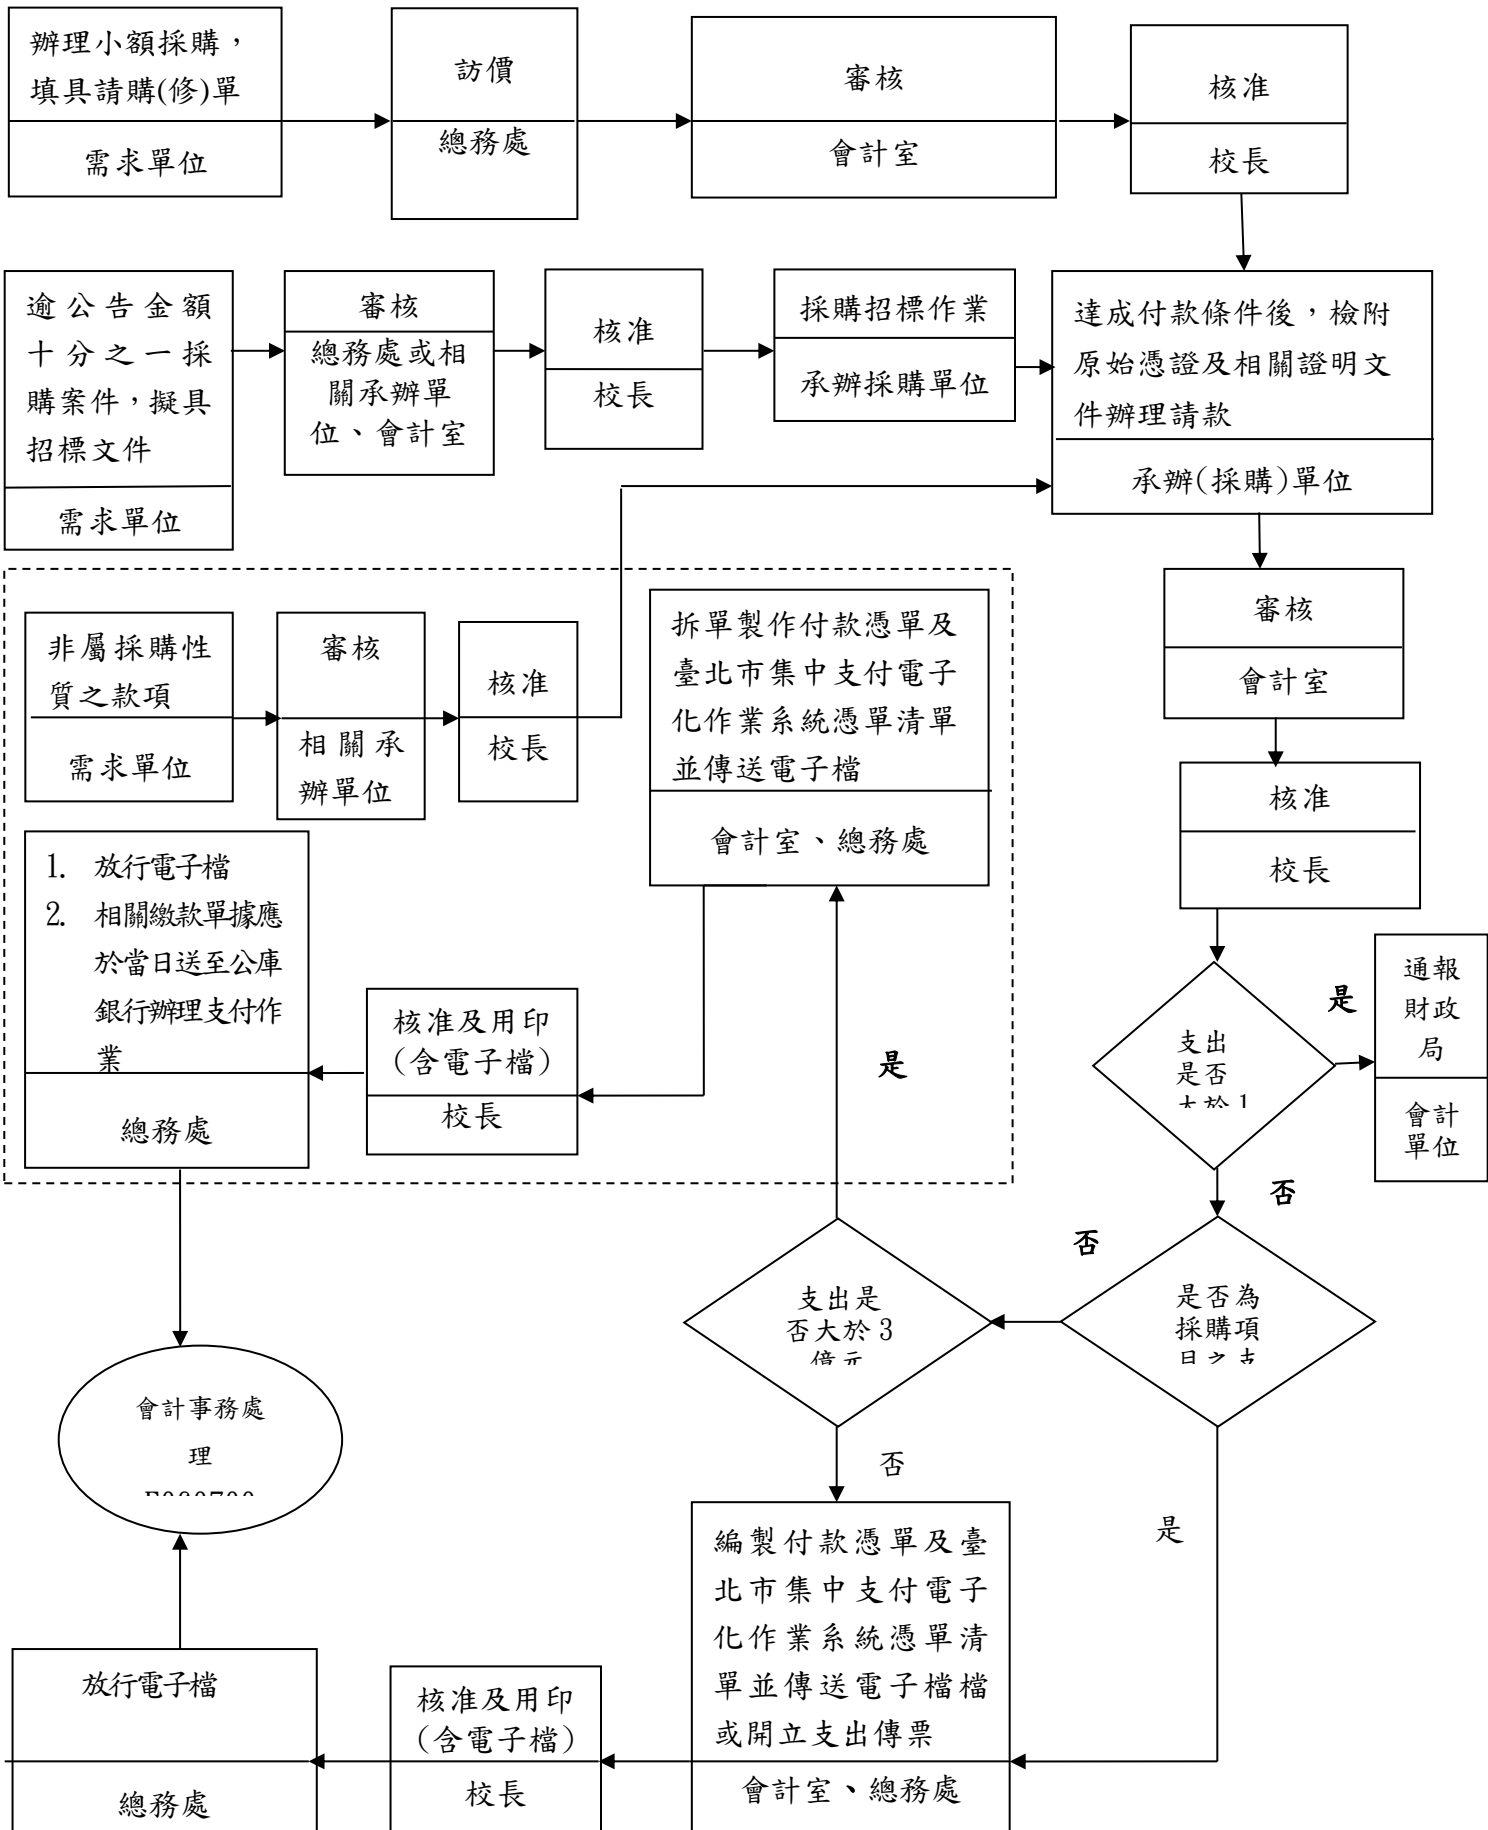 辦理小額採購，
填具請購(修)單
需求單位
訪價
總務處
審核
會計室
核准
校長
逾公告金額
十分之一採
購案件，擬具
招標文件
需求單位
審核
總務處或相
關承辦單
位、會計室
核准
校長
採購招標作業
承辦採購單位
達成付款條件後，檢附
原始憑證及相關證明文
件辦理請款
承辦(採購)單位
審核
會計室
核准
校長
非屬採購性
質之款項
需求單位
審核
相關承
辦單位
核准
校長
拆單製作付款憑單及
臺北市集中支付電子
化作業系統憑單清單
並傳送電子檔
會計室、總務處
1. 放行電子檔
2. 相關繳款單據應
於當日送至公庫
銀行辦理支付作
業
總務處
核准及用印
(含電子檔)
校長
是
支出
是否
大於1
是
通報
財政
局
會計
單位
否
是否為
採購項
目之支
否
支出是
否大於3
億元
否
是
會計事務處
理
編製付款憑單及臺
北市集中支付電子
化作業系統憑單清
單並傳送電子檔檔
或開立支出傳票
會計室、總務處
核准及用印
(含電子檔)
校長
放行電子檔
總務處